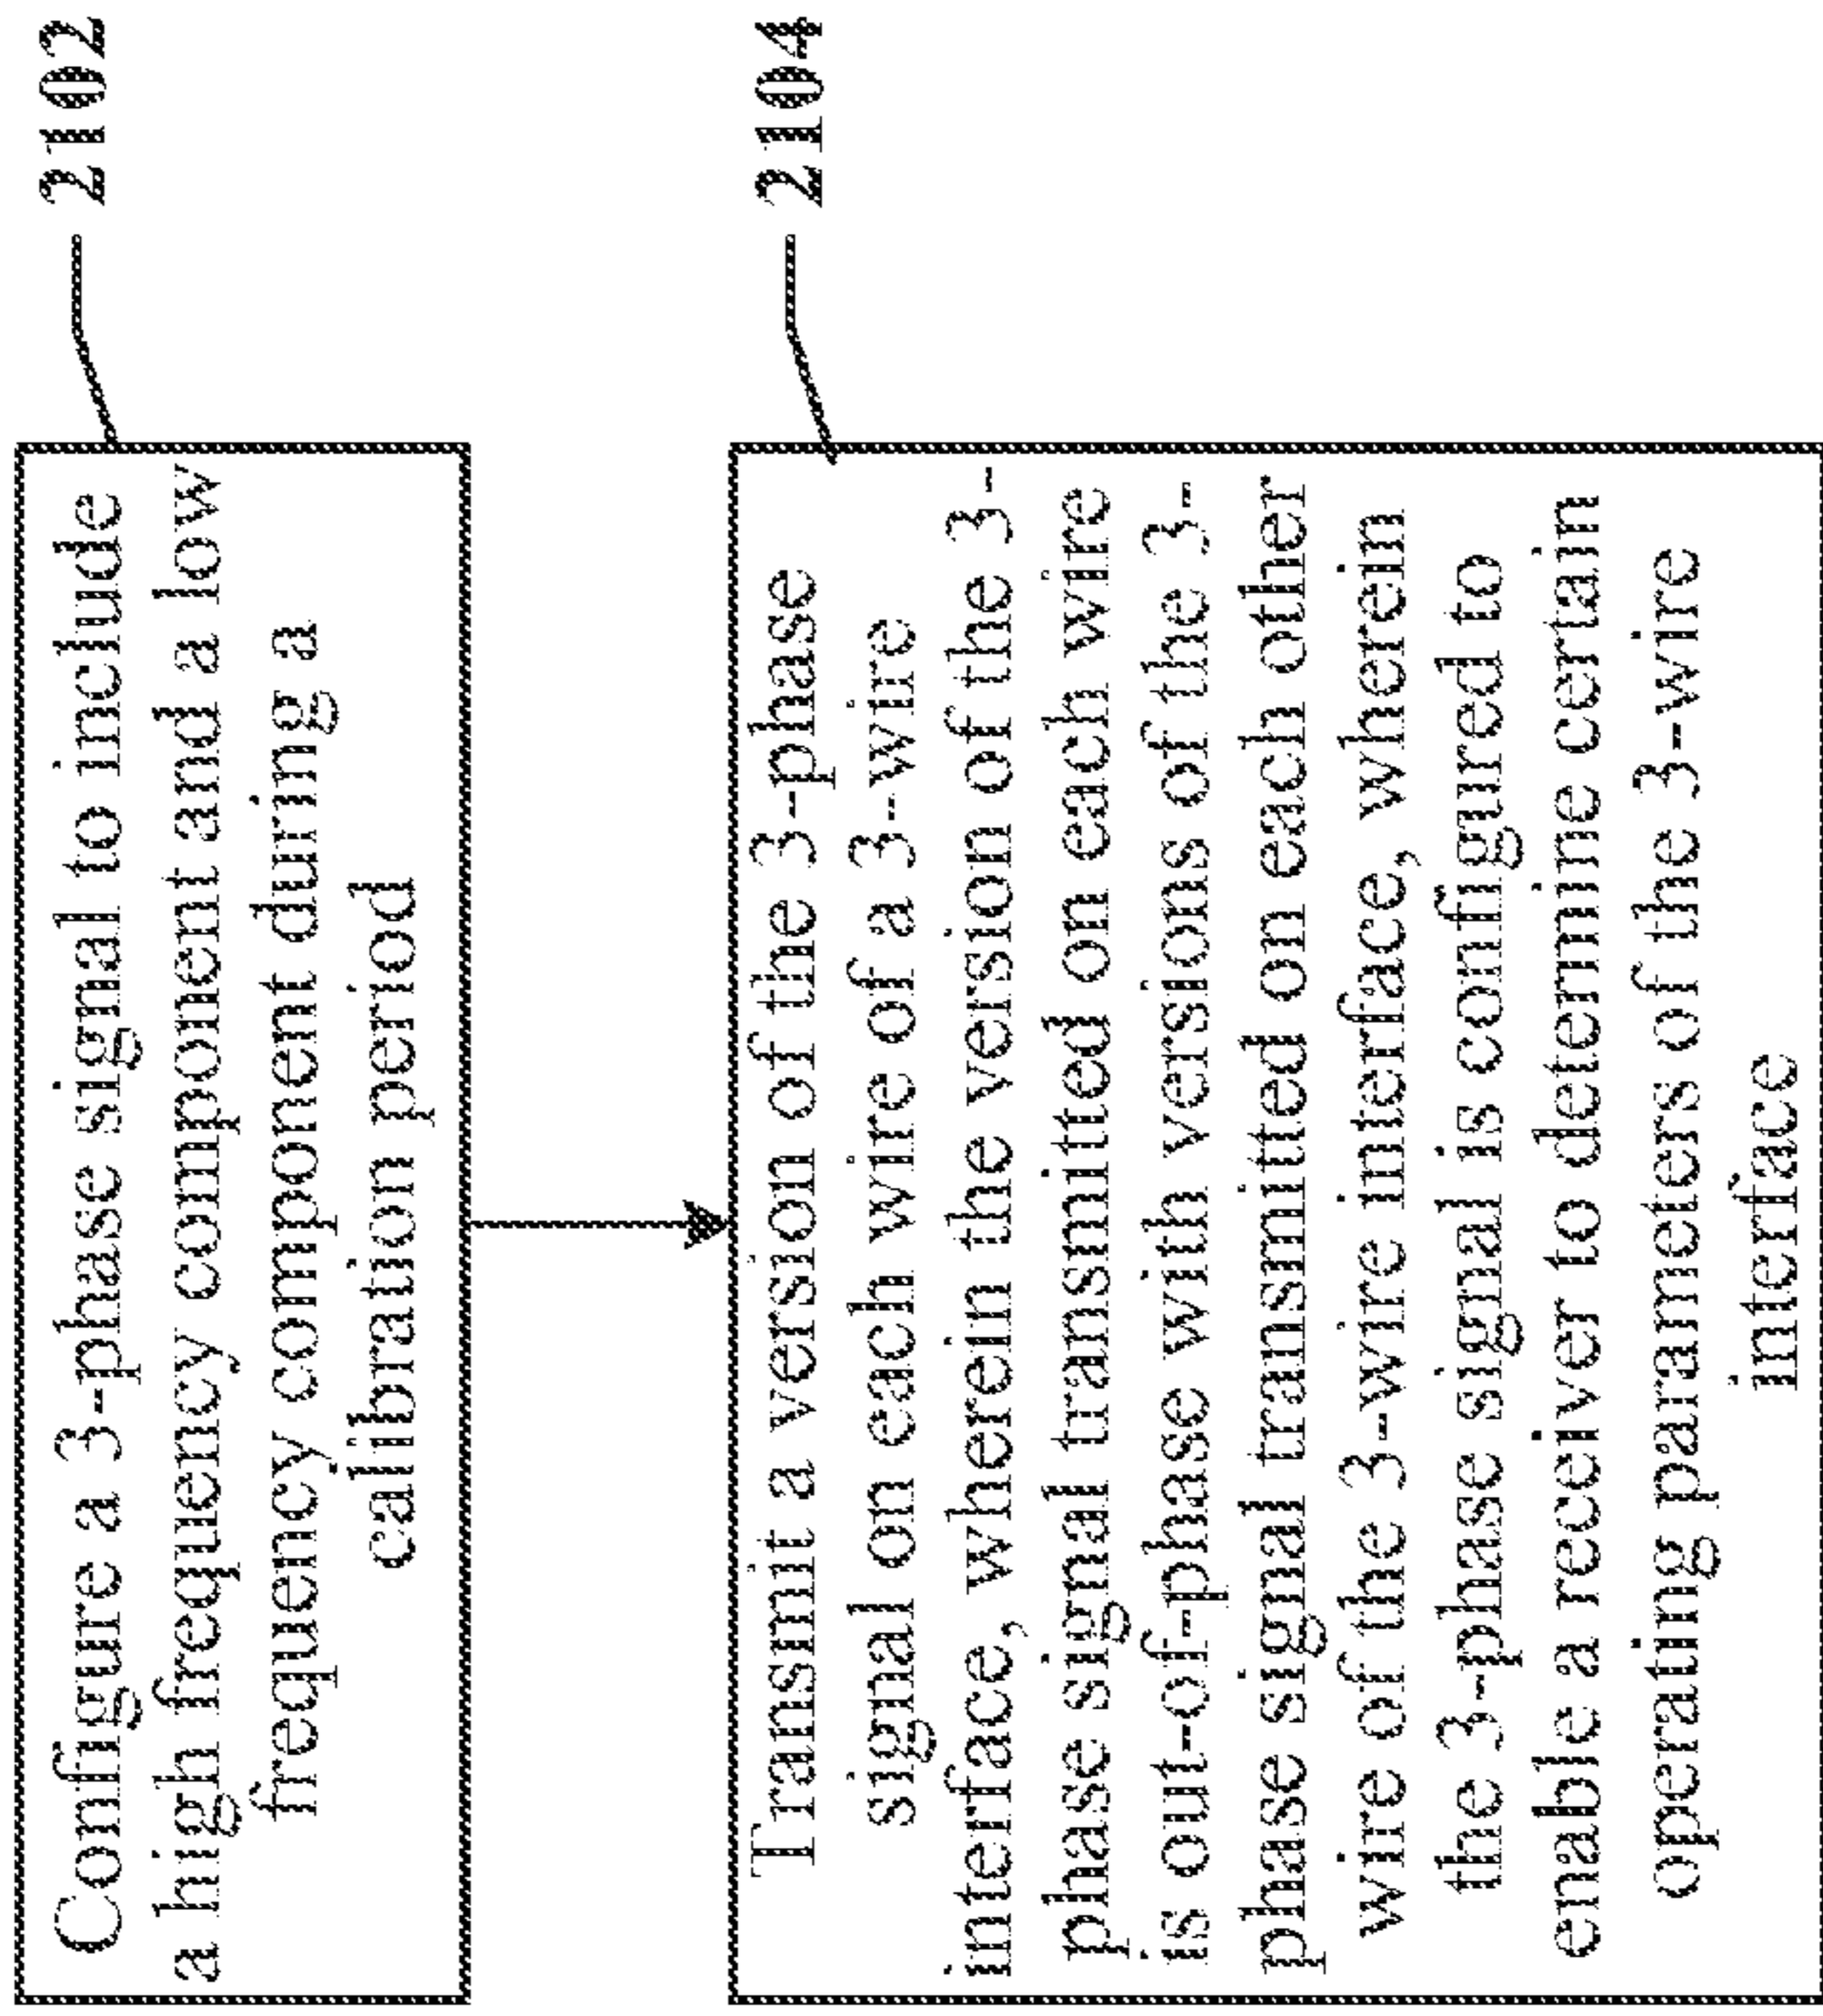 Configure a 3-phase signal to include
a high frequency component and a low
frequency component during a
calibration period
2102
Transmit a version of the 3-phase
signal on each wire of a 3-wire
interface, wherein the version of the 3-
phase signal transmitted on each wire
is out-of-phase with versions of the 3-
phase signal transmitted on each other
wire of the 3-wire interface, wherein
the 3-phase signal is configured to
enable a receiver to determine certain
operating parameters of the 3-wire
interface
2104